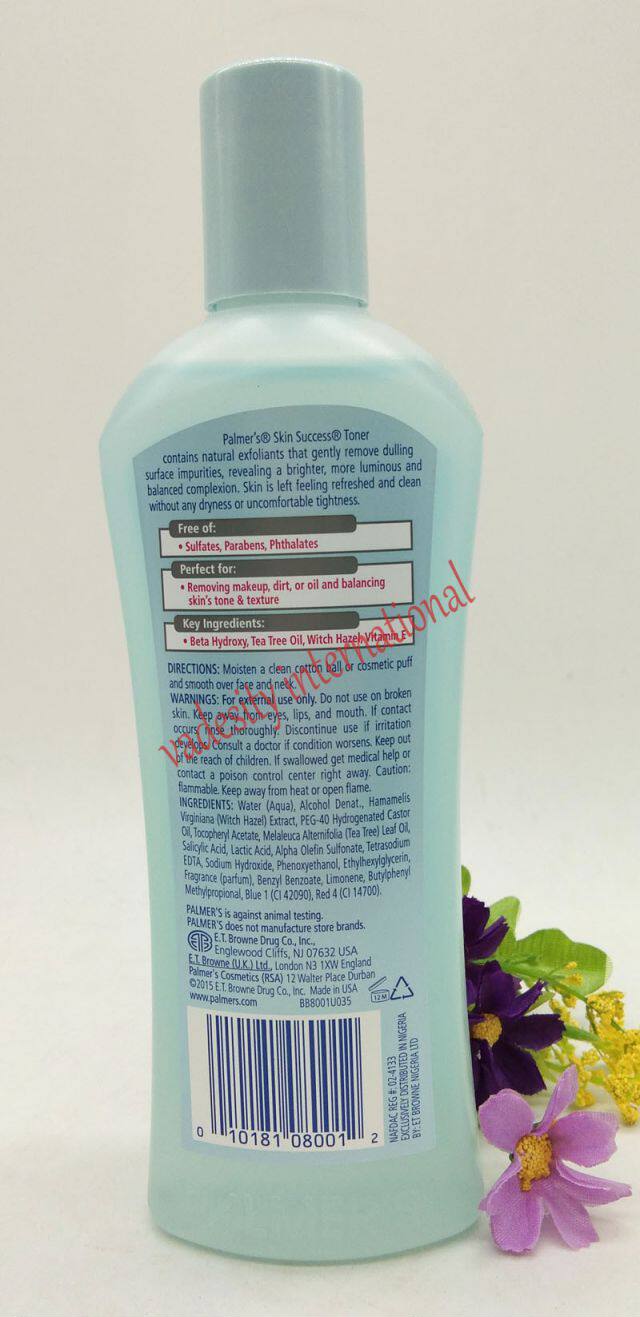 Palmer's® Skin Success® Toner
contains natural exfoliants that gently remove dulling
surface impurities, revealing a brighter, more luminous and
balanced complexion. Skin is left feeling refreshed and clean
without any dryness or uncomfortable tightness.
Free of:
• Sulfates, Parabens, Phthalates
Perfect for:
• Removing makeup, dirt, or oil and balancing
skin's tone & texture
Key Ingredients:
• Beta Hydroxy, Tea Tree Oil, Witch Hazel, Vitamin E
DIRECTIONS: Moisten a clean cotton ball or cosmetic puff
and smooth over face and neck.
WARNINGS: For external use only. Do not use on broken
skin. Keep away from eyes, lips, and mouth. If contact
occurs, rinse thoroughly. Discontinue use if irritation
develops. Consult a doctor if condition worsens. Keep out
of the reach of children. If swallowed get medical help or
contact a poison control center right away. Caution:
flammable. Keep away from heat or open flame.
INGREDIENTS: Water (Aqua), Alcohol Denat., Hamamelis
Virginiana (Witch Hazel) Extract, PEG-40 Hydrogenated Castor
Oil, Tocopheryl Acetate, Melaleuca Alternifolia (Tea Tree) Leaf Oil,
Salicylic Acid, Lactic Acid, Alpha Olefin Sulfonate, Tetrasodium
EDTA, Sodium Hydroxide, Phenoxyethanol, Ethylhexylglycerin,
Fragrance (parfum), Benzyl Benzoate, Limonene, Butylphenyl
Methylpropional, Blue 1 (CI 42090), Red 4 (CI 14700).
PALMER'S is against animal testing.
PALMER'S does not manufacture store brands.
ETB
E.T. Browne Drug Co., Inc.,
Englewood Cliffs, NJ 07632 USA
E.T. Browne (U.K.) Ltd., London N3 1XW England
Palmer's Cosmetics (RSA) 12 Walter Place Durban
©2015 E.T. Browne Drug Co., Inc. Made in USA
www.palmers.com BB8001U035
12 M
0 10181 08001 2
NAFDAC REG #: 02-4133
EXCLUSIVELY DISTRIBUTED IN NIGERIA
BY: ET BROWNE NIGERIA LTD
vadesity international